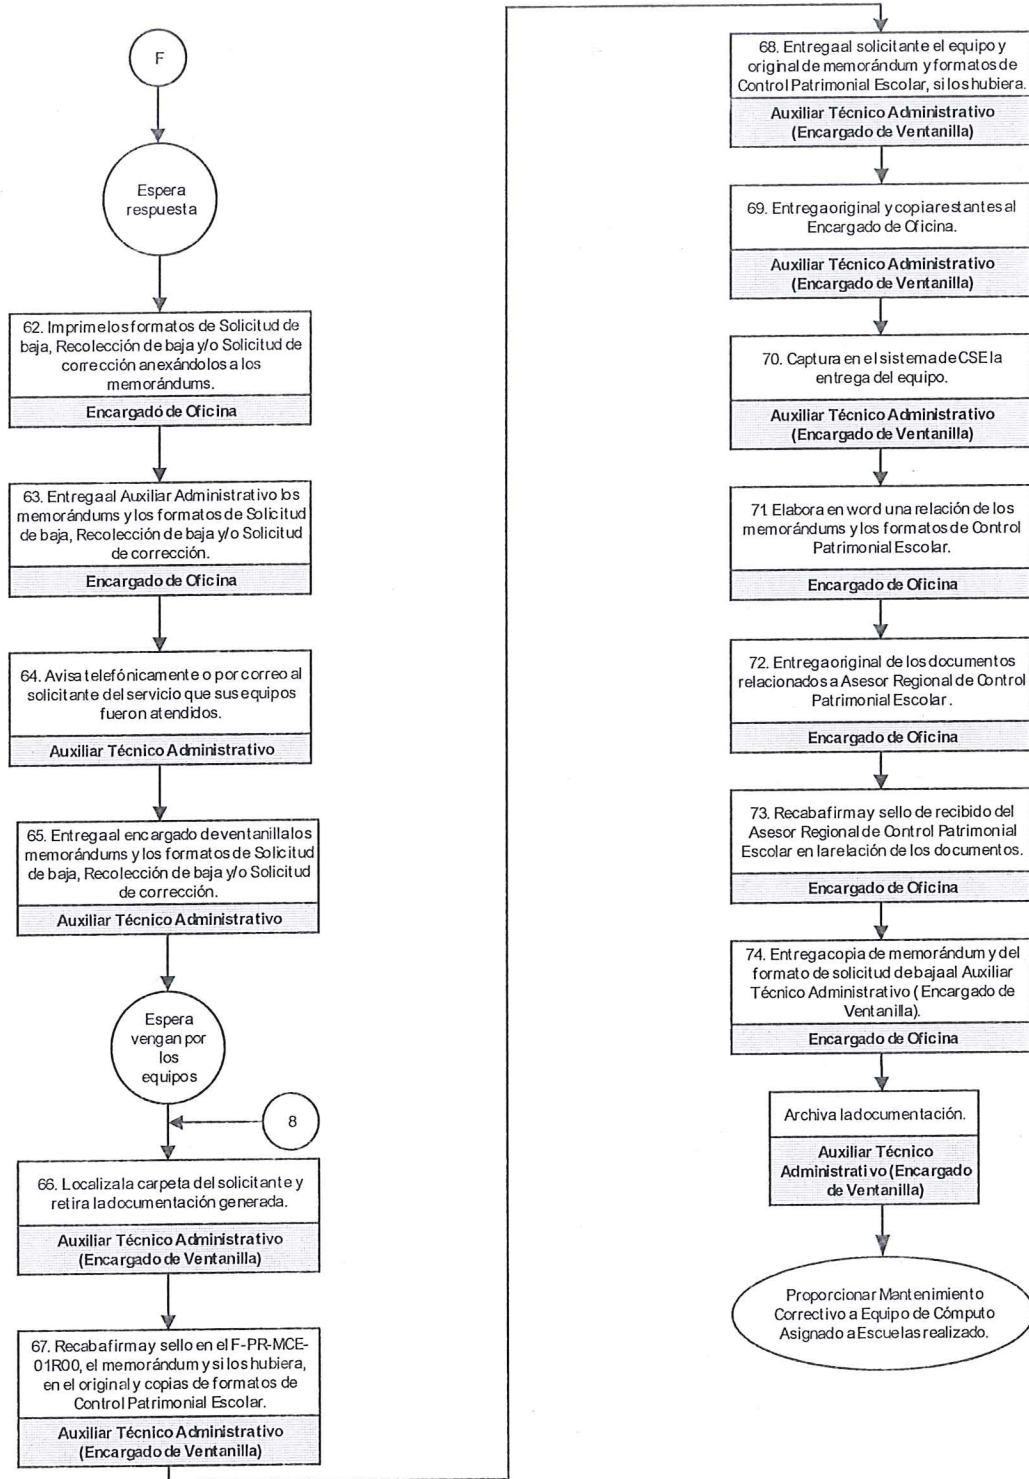 F
Espera
respuesta
62. Imprime los formatos de Solicitud de
baja, Recolección de baja y/o Solicitud de
corrección anexándolos a los
memorándums.
Encargado de Oficina
63. Entrega al Auxiliar Administrativo los
memorándums y los formatos de Solicitud
de baja, Recolección de baja y/o Solicitud
de corrección.
Encargado de Oficina
64. Avisa telefónicamente o por correo al
solicitante del servicio que sus equipos
fueron atendidos.
Auxiliar Técnico Administrativo
65. Entrega al encargado de ventanilla los
memorándums y los formatos de Solicitud
de baja, Recolección de baja y/o Solicitud
de corrección.
Auxiliar Técnico Administrativo
Espera
vengan por
los
equipos
8
66. Localiza la carpeta del solicitante y
retira la documentación generada.
Auxiliar Técnico Administrativo
(Encargado de Ventanilla)
67. Recaba firma y sello en el F-PR-MCE-
01R00, el memorándum y si los hubiera,
en el original y copias de formatos de
Control Patrimonial Escolar.
Auxiliar Técnico Administrativo
(Encargado de Ventanilla)
68. Entrega al solicitante el equipo y
original de memorándum y formatos de
Control Patrimonial Escolar, si los hubiera.
Auxiliar Técnico Administrativo
(Encargado de Ventanilla)
69. Entrega original y copia restantes al
Encargado de Oficina.
Auxiliar Técnico Administrativo
(Encargado de Ventanilla)
70. Captura en el sistema de CSE la
entrega del equipo.
Auxiliar Técnico Administrativo
(Encargado de Ventanilla)
71 Elabora en word una relación de los
memorándums y los formatos de Control
Patrimonial Escolar.
Encargado de Oficina
72. Entrega original de los documentos
relacionados a Asesor Regional de Control
Patrimonial Escolar.
Encargado de Oficina
73. Recaba firma y sello de recibido del
Asesor Regional de Control Patrimonial
Escolar en la relación de los documentos.
Encargado de Oficina
74. Entrega copia de memorándum y del
formato de solicitud de baja al Auxiliar
Técnico Administrativo (Encargado de
Ventanilla).
Encargado de Oficina
Archiva la documentación.
Auxiliar Técnico
Administrativo (Encargado
de Ventanilla)
Proporcionar Mantenimiento
Correctivo a Equipo de Cómputo
Asignado a Escuelas realizado.